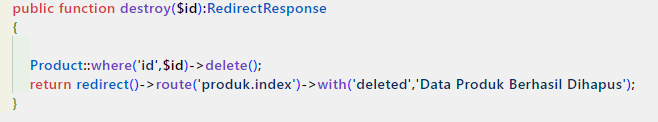 public function destroy($id):RedirectResponse
{
Product::where('id',$id)->delete();
return redirect()->route('produk.index')->with('deleted','Data Produk Berhasil Dihapus');
}